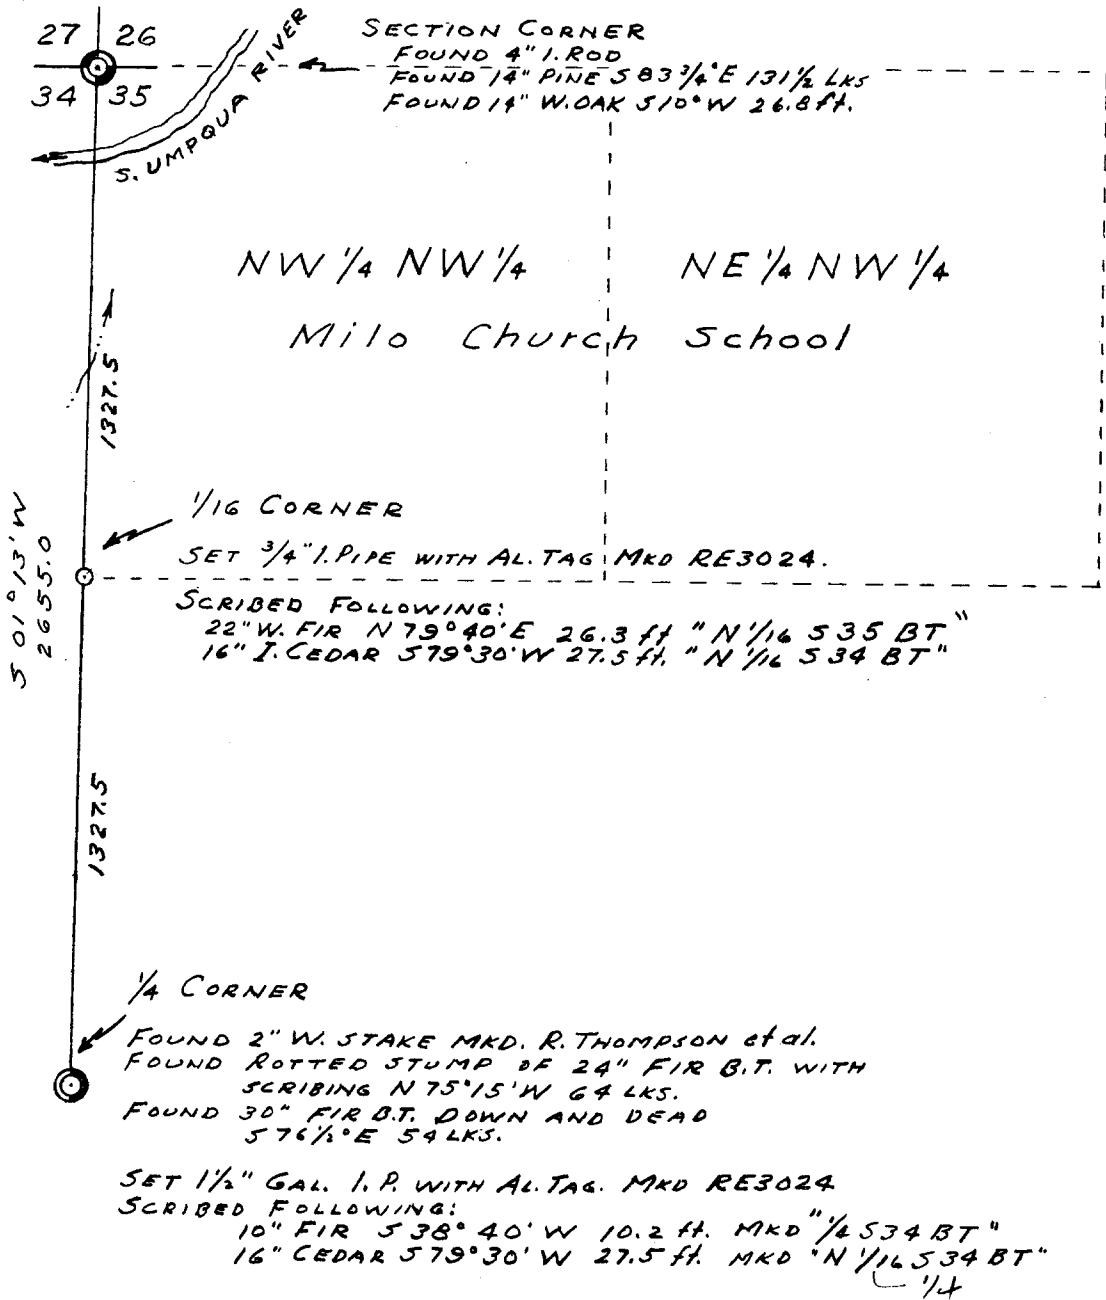 27 26
34 35
S. UMPQUA RIVER
SECTION CORNER
FOUND 4" I. ROD
FOUND 14" PINE S 83 3/4° E 131 1/2 LKS
FOUND 14" W. OAK S 10° W 26.8 ft.
NW 1/4 NW 1/4
NE 1/4 NW 1/4
Milo Church School
1327.5
S 01° 13' W
2655.0
1/16 CORNER
SET 3/4" I. PIPE WITH AL. TAG MKD RE3024.
SCRIBED FOLLOWING:
22" W. FIR N 79° 40' E 26.3 ft "N 1/16 S 35 BT"
16" I. CEDAR S 79° 30' W 27.5 ft. "N 1/16 S 34 BT"
1327.5
1/4 CORNER
FOUND 2" W. STAKE MKD. R. THOMPSON et al.
FOUND ROTTED STUMP OF 24" FIR B.T. WITH
SCRIBING N 75° 15' W 64 LKS.
FOUND 30" FIR B.T. DOWN AND DEAD
S 76 1/2° E 54 LKS.
SET 1 1/2" GAL. I. P. WITH AL. TAG. MKD RE3024
SCRIBED FOLLOWING:
10" FIR S 38° 40' W 10.2 ft. MKD "1/4 S 34 BT"
16" CEDAR S 79° 30' W 27.5 ft. MKD "N 1/16 S 34 BT"
1/4